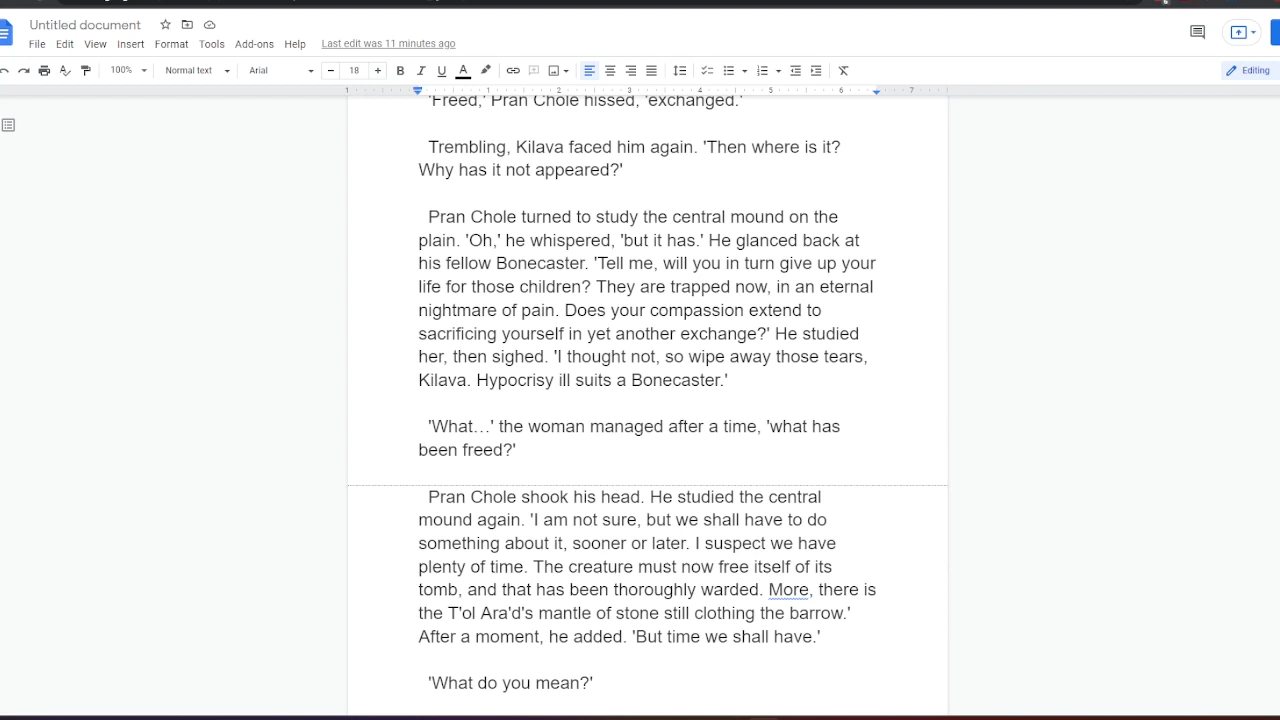 Untitled document
File Edit View Insert Format Tools Add-ons Help Last edit was 11 minutes ago
100% Normal text Arial 18 B I U A Editing
1 1 2 3 4 5 6 7
'Freed,' Pran Chole hissed, 'exchanged.'
Trembling, Kilava faced him again. 'Then where is it?
Why has it not appeared?'
Pran Chole turned to study the central mound on the
plain. 'Oh,' he whispered, 'but it has.' He glanced back at
his fellow Bonecaster. 'Tell me, will you in turn give up your
life for those children? They are trapped now, in an eternal
nightmare of pain. Does your compassion extend to
sacrificing yourself in yet another exchange?' He studied
her, then sighed. 'I thought not, so wipe away those tears,
Kilava. Hypocrisy ill suits a Bonecaster.'
'What…' the woman managed after a time, 'what has
been freed?'
Pran Chole shook his head. He studied the central
mound again. 'I am not sure, but we shall have to do
something about it, sooner or later. I suspect we have
plenty of time. The creature must now free itself of its
tomb, and that has been thoroughly warded. More, there is
the T'ol Ara'd's mantle of stone still clothing the barrow.'
After a moment, he added. 'But time we shall have.'
'What do you mean?'